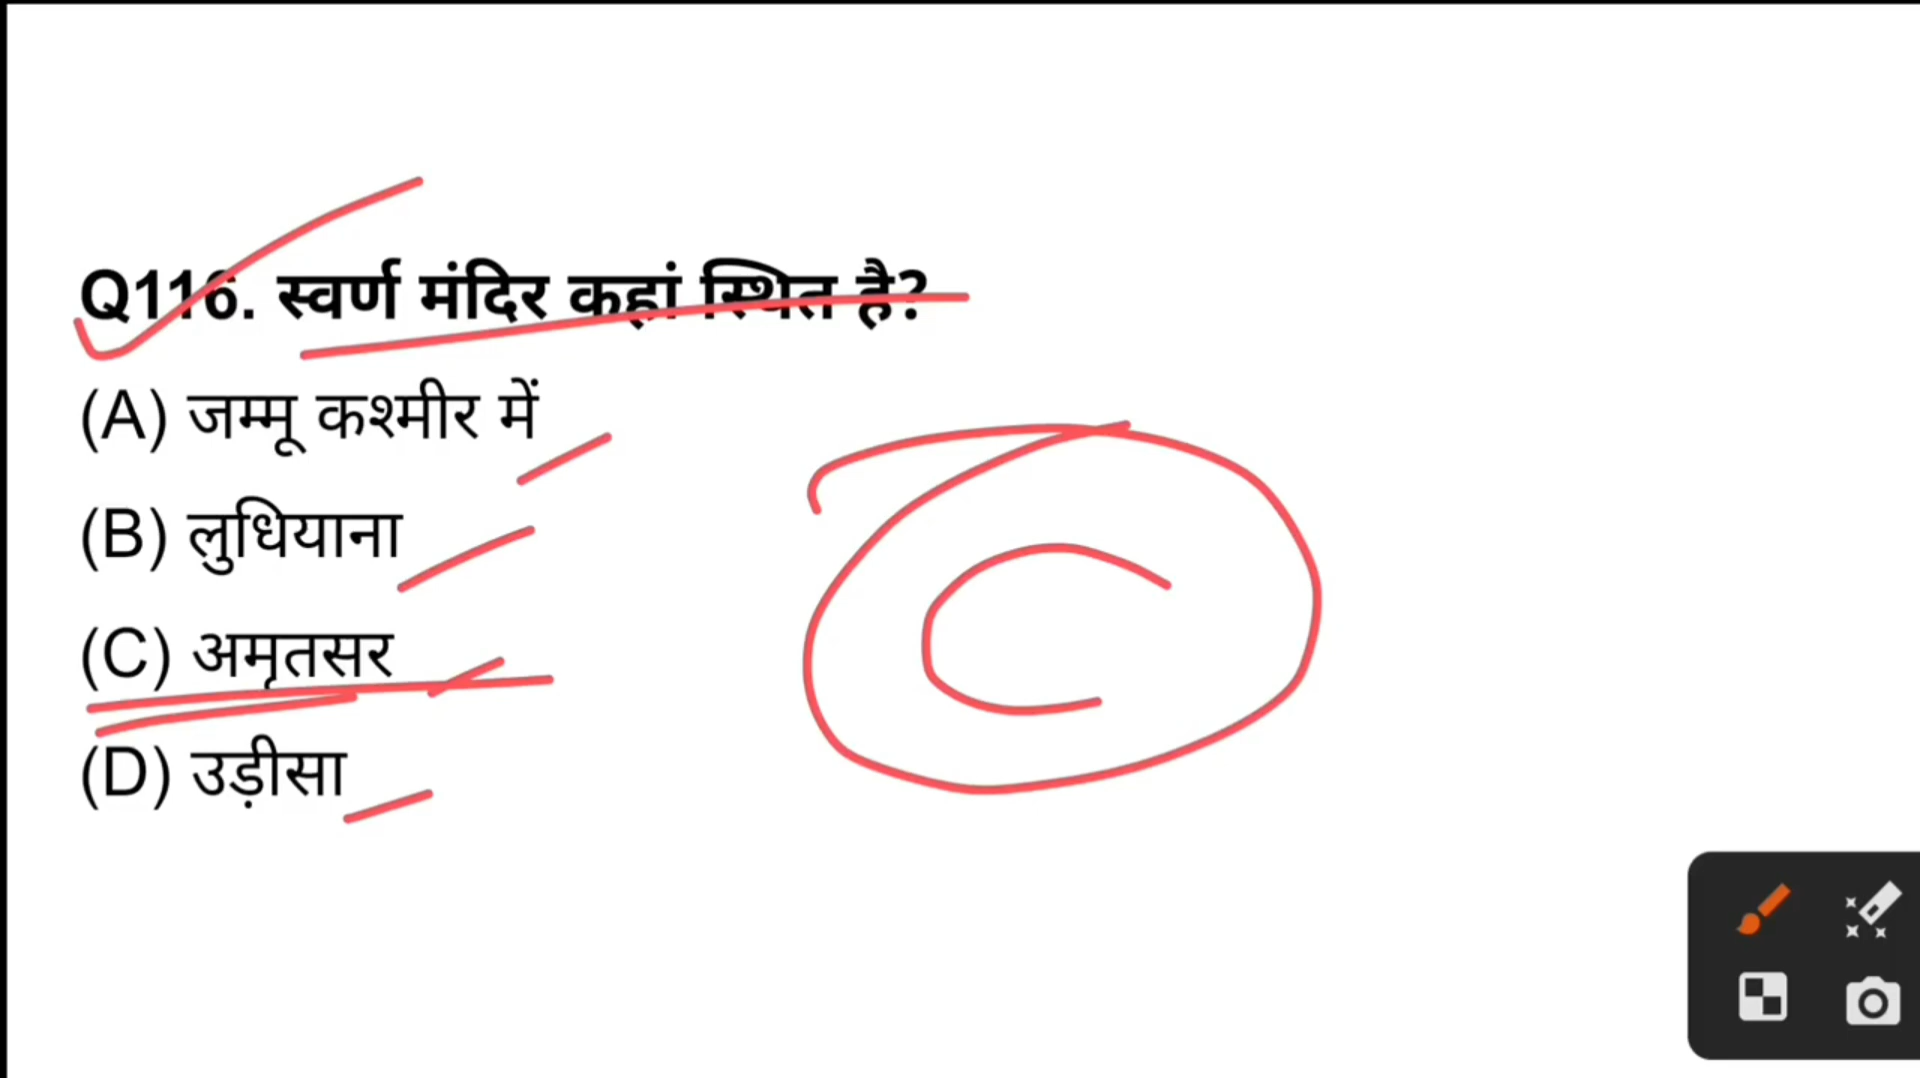 Q116. स्वर्ण मंदिर कहां स्थित है?
(A) जम्मू कश्मीर में
(B) लुधियाना
(C) अमृतसर
C
(D) उड़ीसा